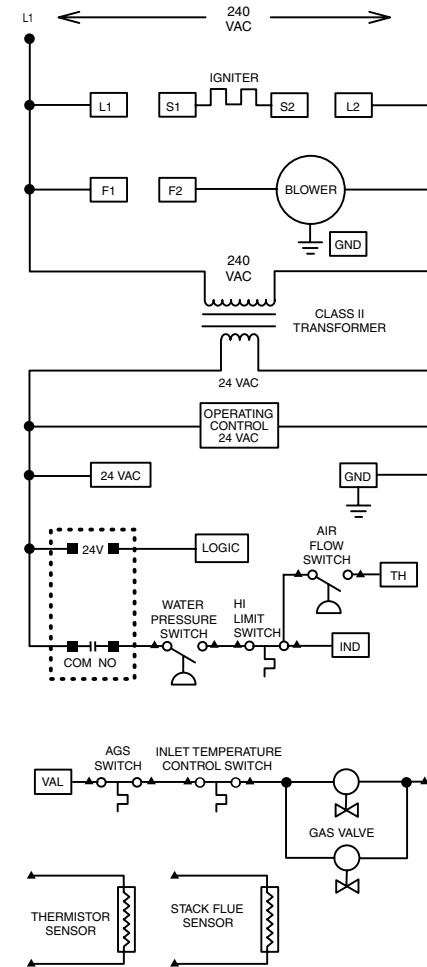 L1
240
VAC
IGNITER
L1
S1
S2
L2
F1
F2
BLOWER
GND
240
VAC
CLASS II
TRANSFORMER
24 VAC
OPERATING
CONTROL
24 VAC
24 VAC
GND
24V
LOGIC
AIR
FLOW
SWITCH
TH
WATER
PRESSURE
SWITCH
HI
LIMIT
SWITCH
IND
COM NO
AGS
SWITCH
INLET TEMPERATURE
CONTROL SWITCH
VAL
GAS VALVE
THERMISTOR
SENSOR
STACK FLUE
SENSOR